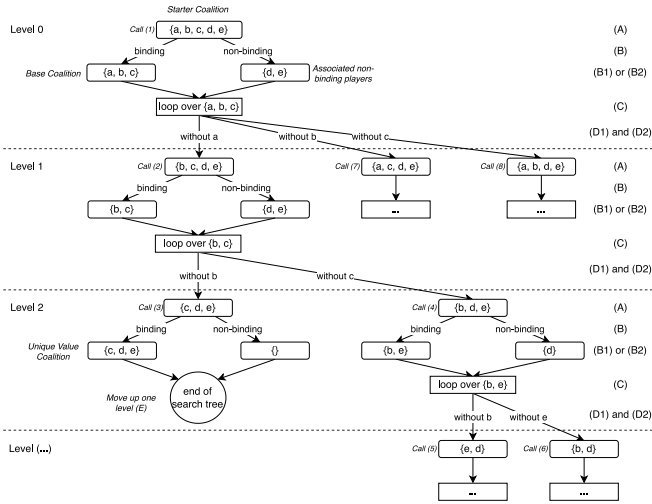 Starter Coalition
Level 0
Call (1)
{a, b, c, d, e}
(A)
binding
non-binding
(B)
Base Coalition
{a, b, c}
{d, e}
Associated non-
binding players
(B1) or (B2)
loop over {a, b, c}
(C)
without a
without b
without c
(D1) and (D2)
Level 1
Call (2)
{b, c, d, e}
Call (7)
{a, c, d, e}
Call (8)
{a, b, d, e}
(A)
binding
non-binding
(B)
{b, c}
{d, e}
...
...
(B1) or (B2)
loop over {b, c}
(C)
without b
without c
(D1) and (D2)
Level 2
Call (3)
{c, d, e}
Call (4)
{b, d, e}
(A)
binding
non-binding
binding
non-binding
(B)
Unique Value
Coalition
{c, d, e}
{}
{b, e}
{d}
(B1) or (B2)
Move up one
level (E)
end of
search tree
loop over {b, e}
(C)
without b
without e
(D1) and (D2)
Level (...)
Call (5)
{e, d}
Call (6)
{b, d}
...
...